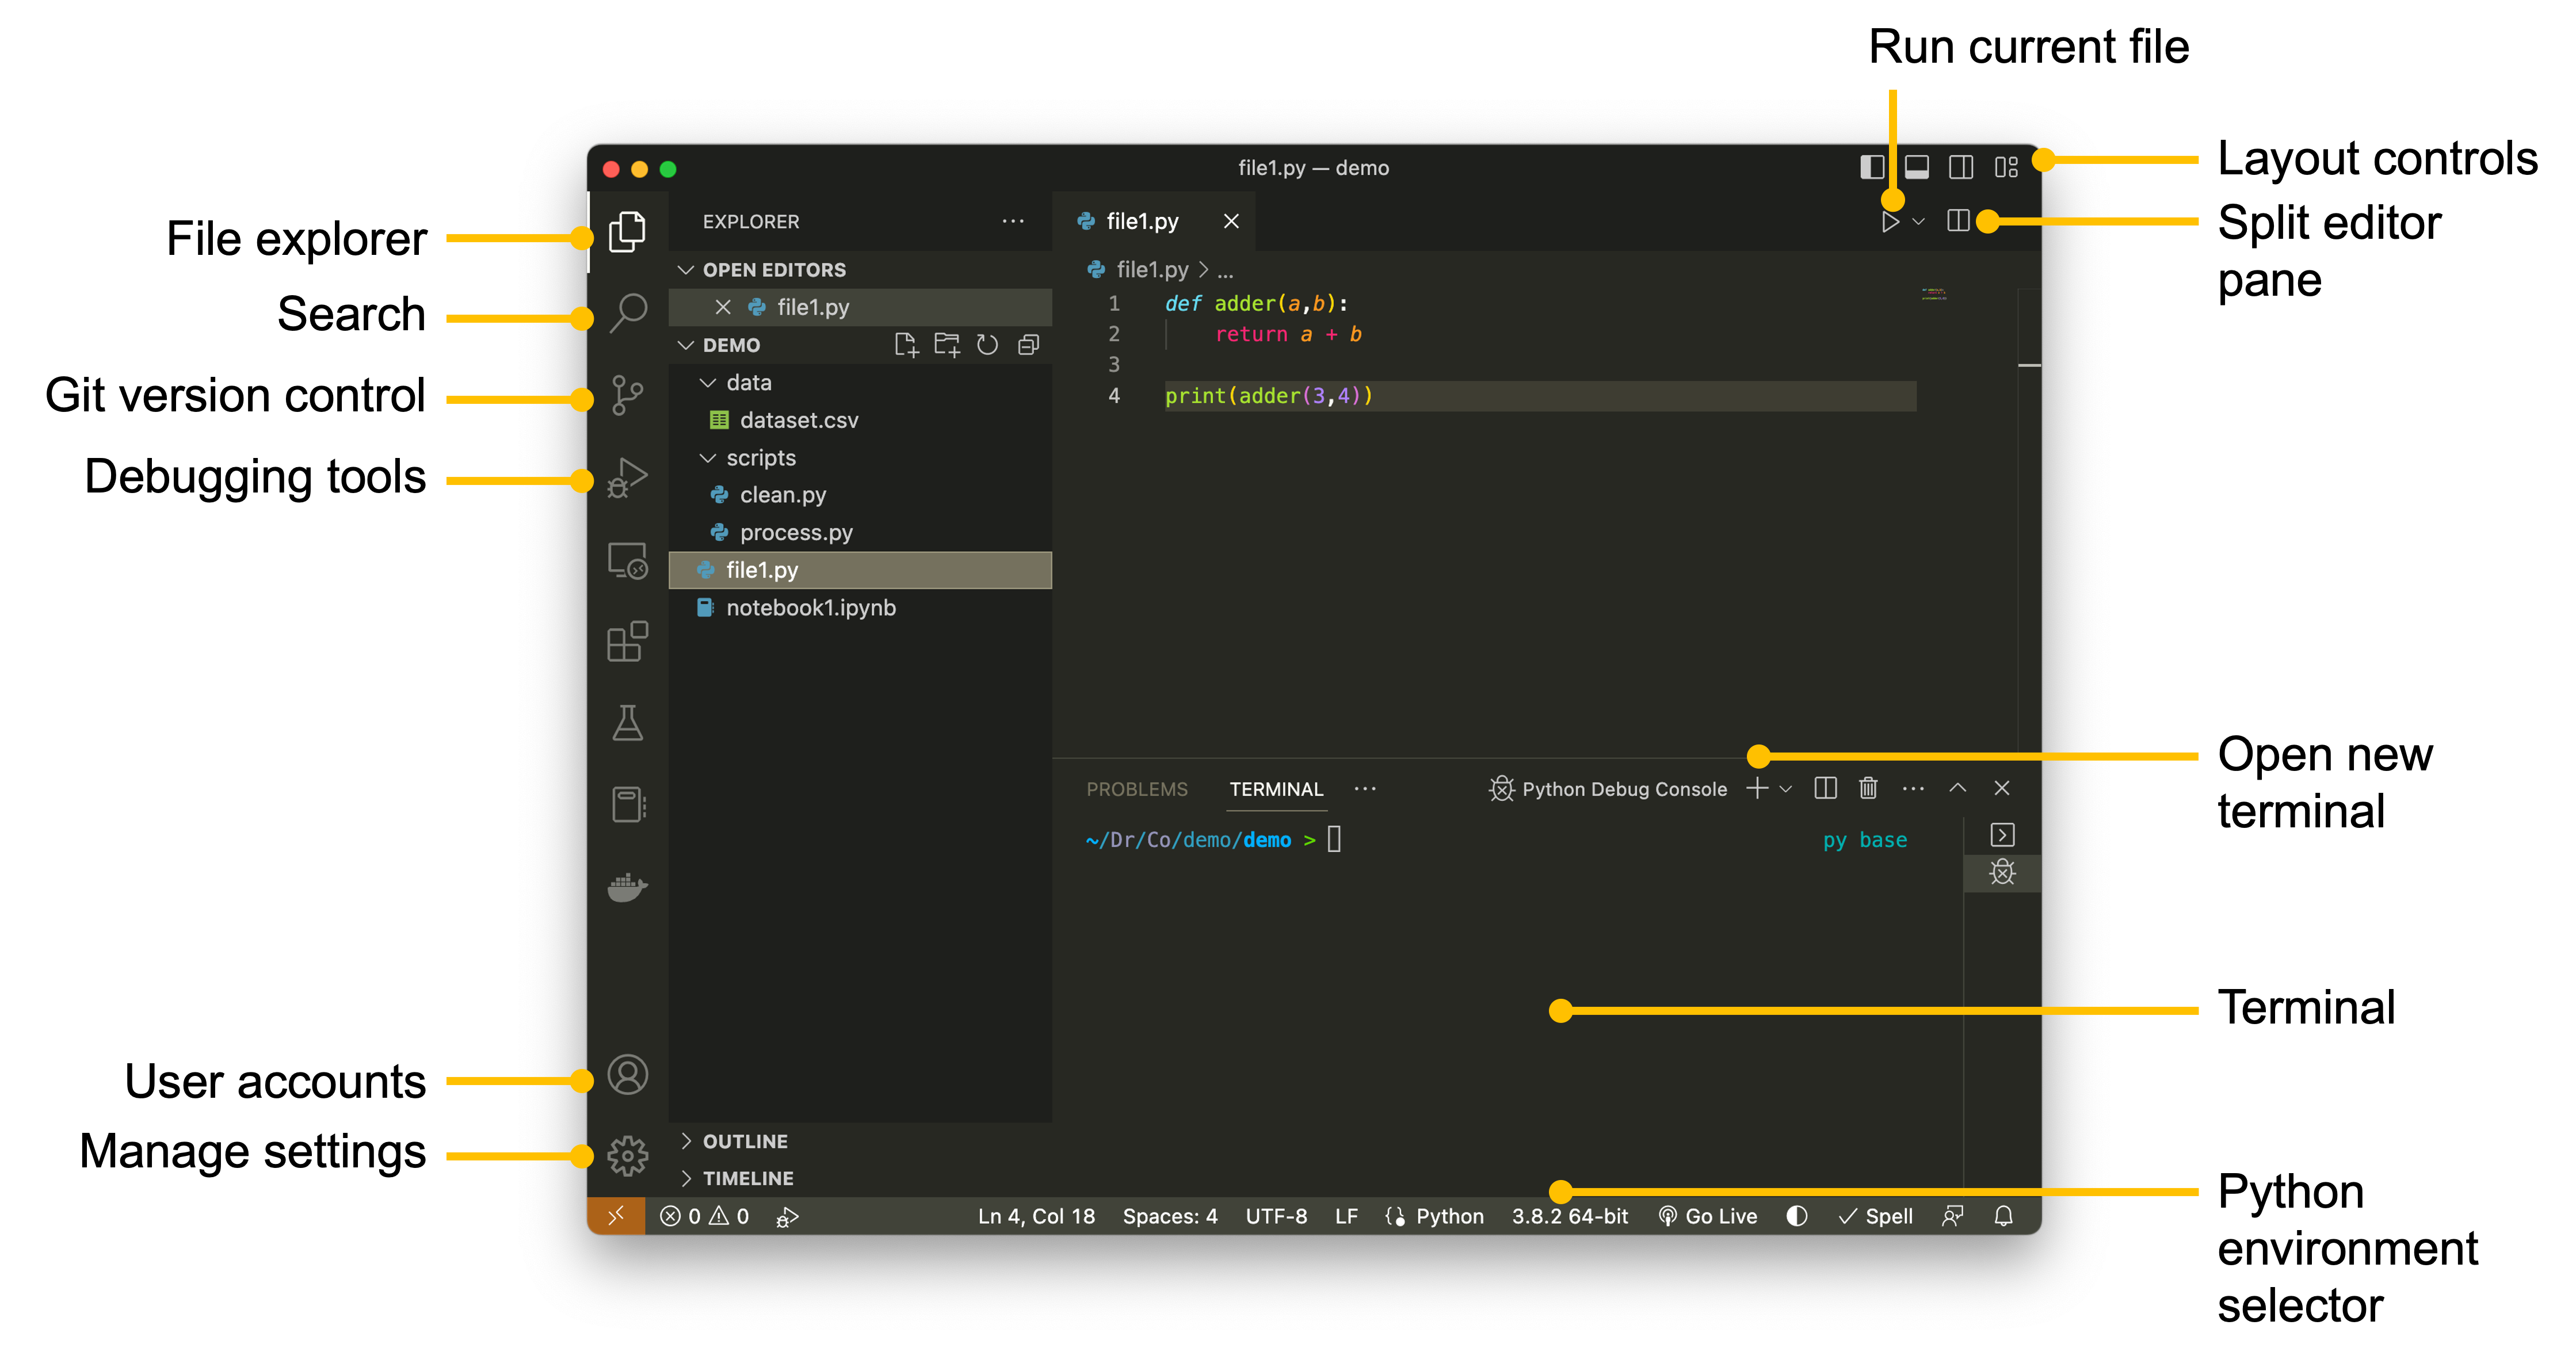 Run current file
Layout controls
Split editor
pane
Open new
terminal
Terminal
Python
environment
selector
File explorer
Search
Git version control
Debugging tools
User accounts
Manage settings
file1.py — demo
EXPLORER
OPEN EDITORS
file1.py
DEMO
data
dataset.csv
scripts
clean.py
process.py
file1.py
notebook1.ipynb
OUTLINE
TIMELINE
file1.py
file1.py > ...
1 def adder(a,b):
2 return a + b
3
4 print(adder(3,4))
PROBLEMS TERMINAL ··· Python Debug Console
~/Dr/Co/demo/demo > py base
0 0 Ln 4, Col 18 Spaces: 4 UTF-8 LF Python 3.8.2 64-bit Go Live Spell